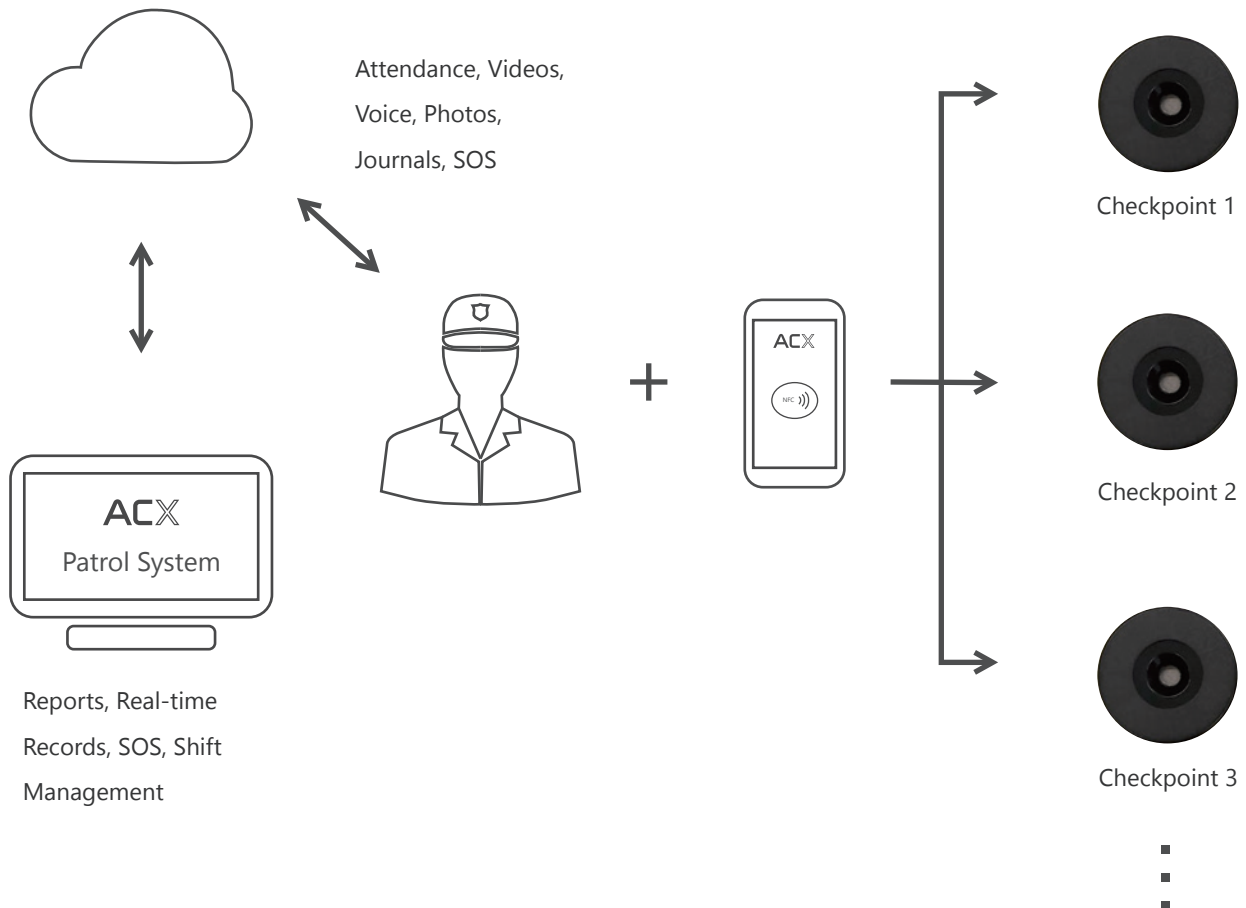 Attendance, Videos,
Voice, Photos,
Journals, SOS
Checkpoint 1
ACX
NFC
Checkpoint 2
ACX
Patrol System
Reports, Real-time
Records, SOS, Shift
Management
Checkpoint 3